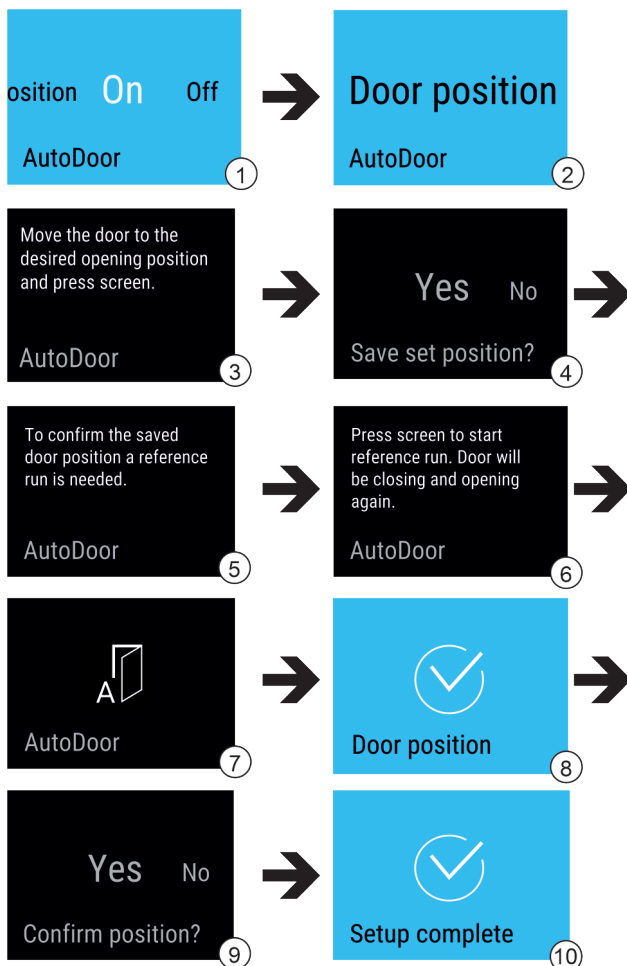 osition On Off
AutoDoor
1
Door position
AutoDoor
2
Move the door to the
desired opening position
and press screen.
AutoDoor
3
Yes No
Save set position?
4
To confirm the saved
door position a reference
run is needed.
AutoDoor
5
Press screen to start
reference run. Door will
be closing and opening
again.
AutoDoor
6
A
AutoDoor
7
Door position
8
Yes No
Confirm position?
9
Setup complete
10